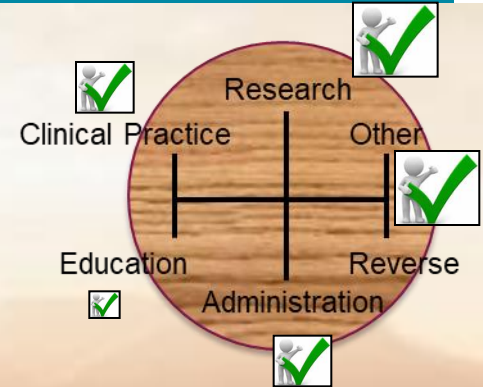 Research
Clinical Practice
Other
Education
Reverse
Administration